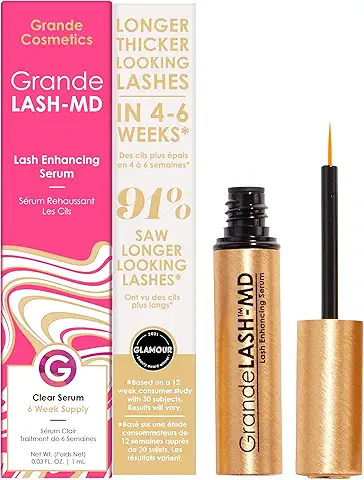 Grande
Cosmetics
Grande
LASH-MD
Lash Enhancing
Serum
Sérum Rehaussant
Les Cils
G
Clear Serum
6 Week Supply
Sérum Clair
Traitment de 6 Semaines
Net Wt. (Poids Net)
0.03 FL. OZ. | 1 mL
LONGER
THICKER
LOOKING
LASHES
IN 4-6
WEEKS*
Des cils plus épais
en 4 à 6 semaines*
91%
SAW
LONGER
LOOKING
LASHES*
Ont vu des cils
plus longs*
2021
GLAMOUR
*Based on a 12
week consumer study
with 30 subjects.
Results will vary.
*Basé sur une étude
consommateurs de
12 semaines auprès
de 30 sujets. Les
résultats varient.
GrandeLASH™-MD
Lash Enhancing Serum